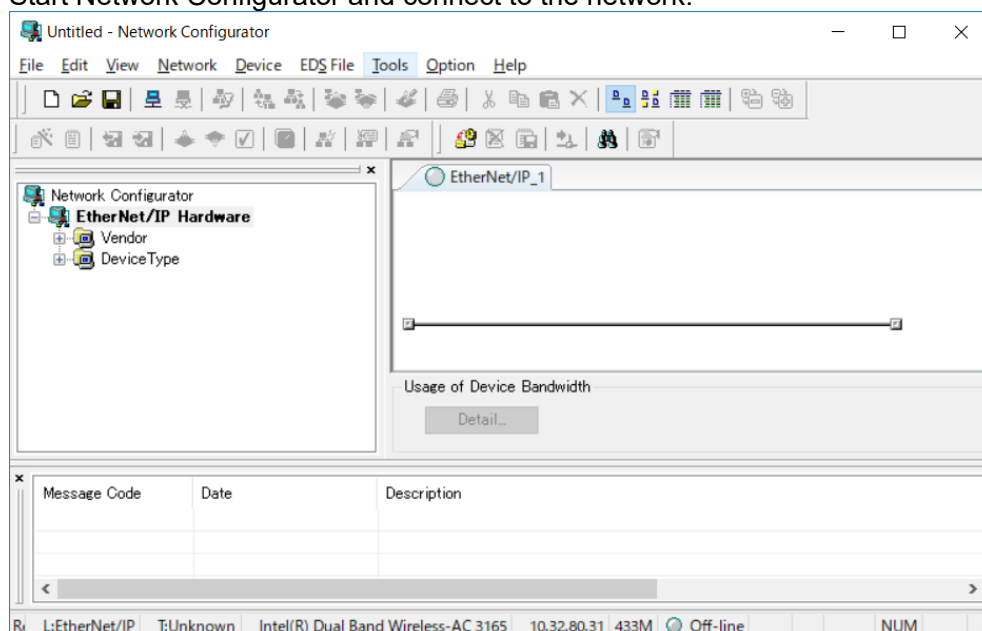 Start Network Configurator and connect to the network.
Untitled - Network Configurator
File Edit View Network Device EDS File Tools Option Help
EtherNet/IP_1
Network Configurator
EtherNet/IP Hardware
Vendor
DeviceType
Usage of Device Bandwidth
Detail...
Message Code Date Description
L:EtherNet/IP T:Unknown Intel(R) Dual Band Wireless-AC 3165 10.32.80.31 433M Off-line NUM